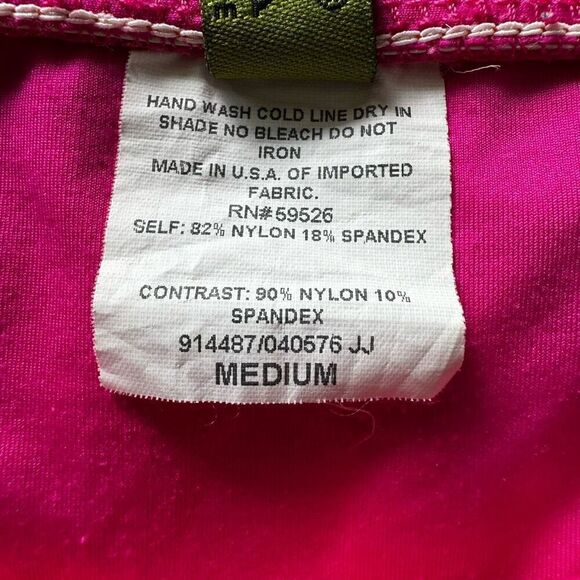 HAND WASH COLD LINE DRY IN
SHADE NO BLEACH DO NOT
IRON
MADE IN U.S.A. OF IMPORTED
FABRIC.
RN#59526
SELF: 82% NYLON 18% SPANDEX
CONTRAST: 90% NYLON 10%
SPANDEX
914487/040576 JJ
MEDIUM